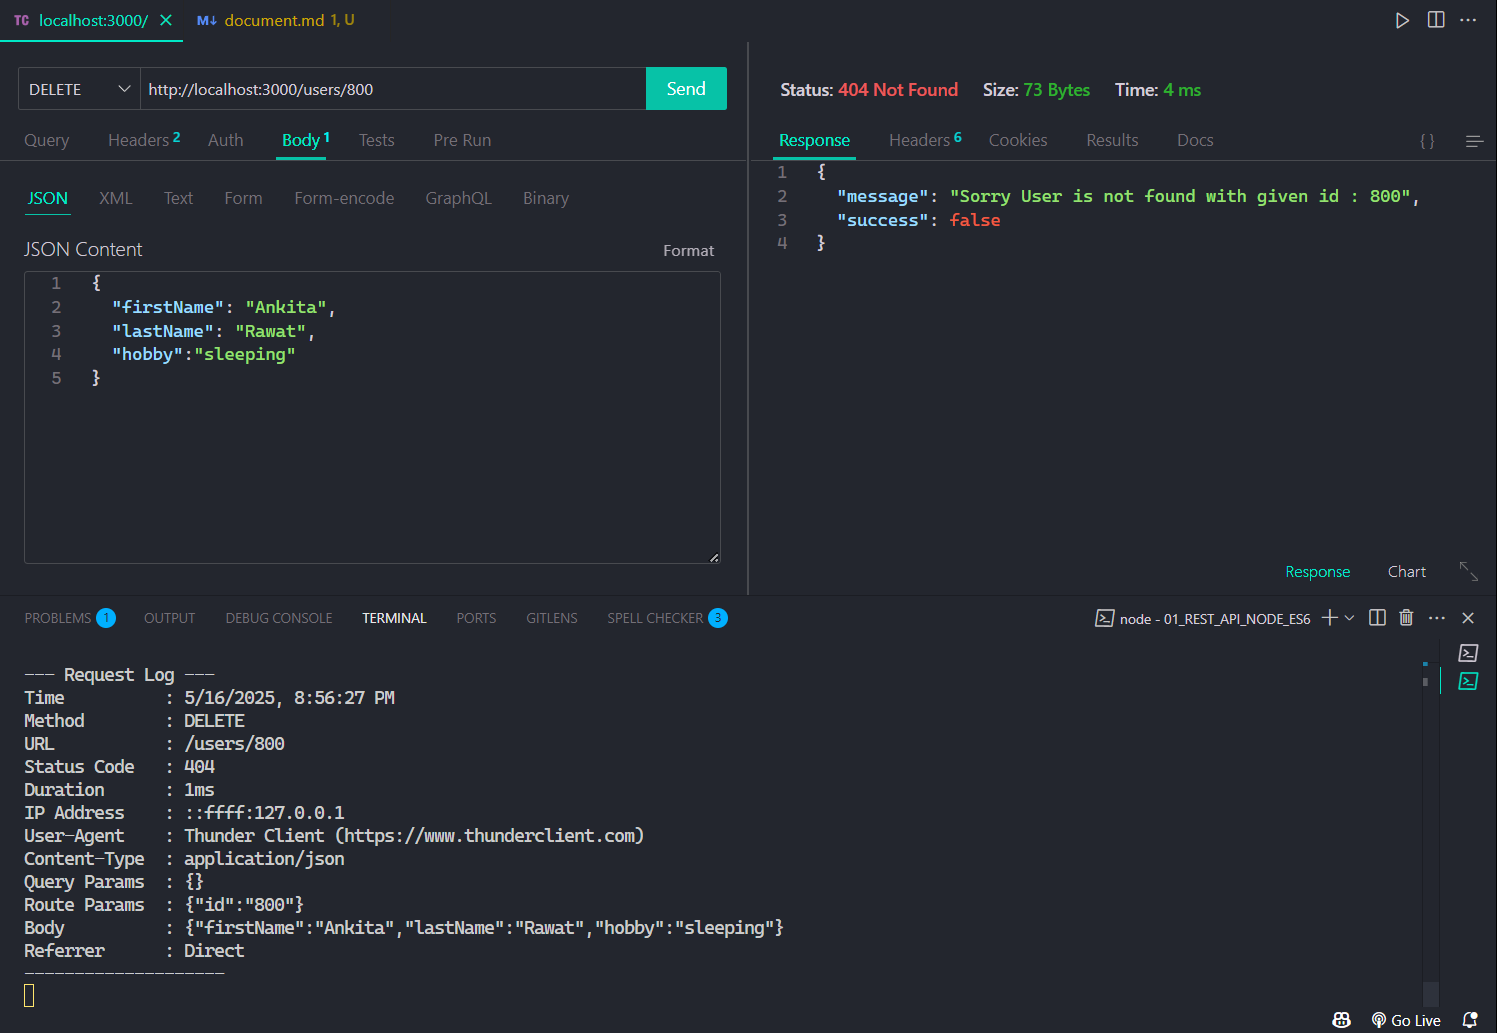 TC localhost:3000/ M↓ document.md 1, U
DELETE http://localhost:3000/users/800 Send
Query Headers 2 Auth Body 1 Tests Pre Run
JSON XML Text Form Form-encode GraphQL Binary
JSON Content Format
1 {
2 "firstName": "Ankita",
3 "lastName": "Rawat",
4 "hobby":"sleeping"
5 }
Status: 404 Not Found Size: 73 Bytes Time: 4 ms
Response Headers 6 Cookies Results Docs { }
1 {
2 "message": "Sorry User is not found with given id : 800",
3 "success": false
4 }
Response Chart
PROBLEMS 1 OUTPUT DEBUG CONSOLE TERMINAL PORTS GITLENS SPELL CHECKER 3 node - 01_REST_API_NODE_ES6
--- Request Log ---
Time : 5/16/2025, 8:56:27 PM
Method : DELETE
URL : /users/800
Status Code : 404
Duration : 1ms
IP Address : ::ffff:127.0.0.1
User-Agent : Thunder Client (https://www.thunderclient.com)
Content-Type : application/json
Query Params : {}
Route Params : {"id":"800"}
Body : {"firstName":"Ankita","lastName":"Rawat","hobby":"sleeping"}
Referrer : Direct
--------------------
Go Live